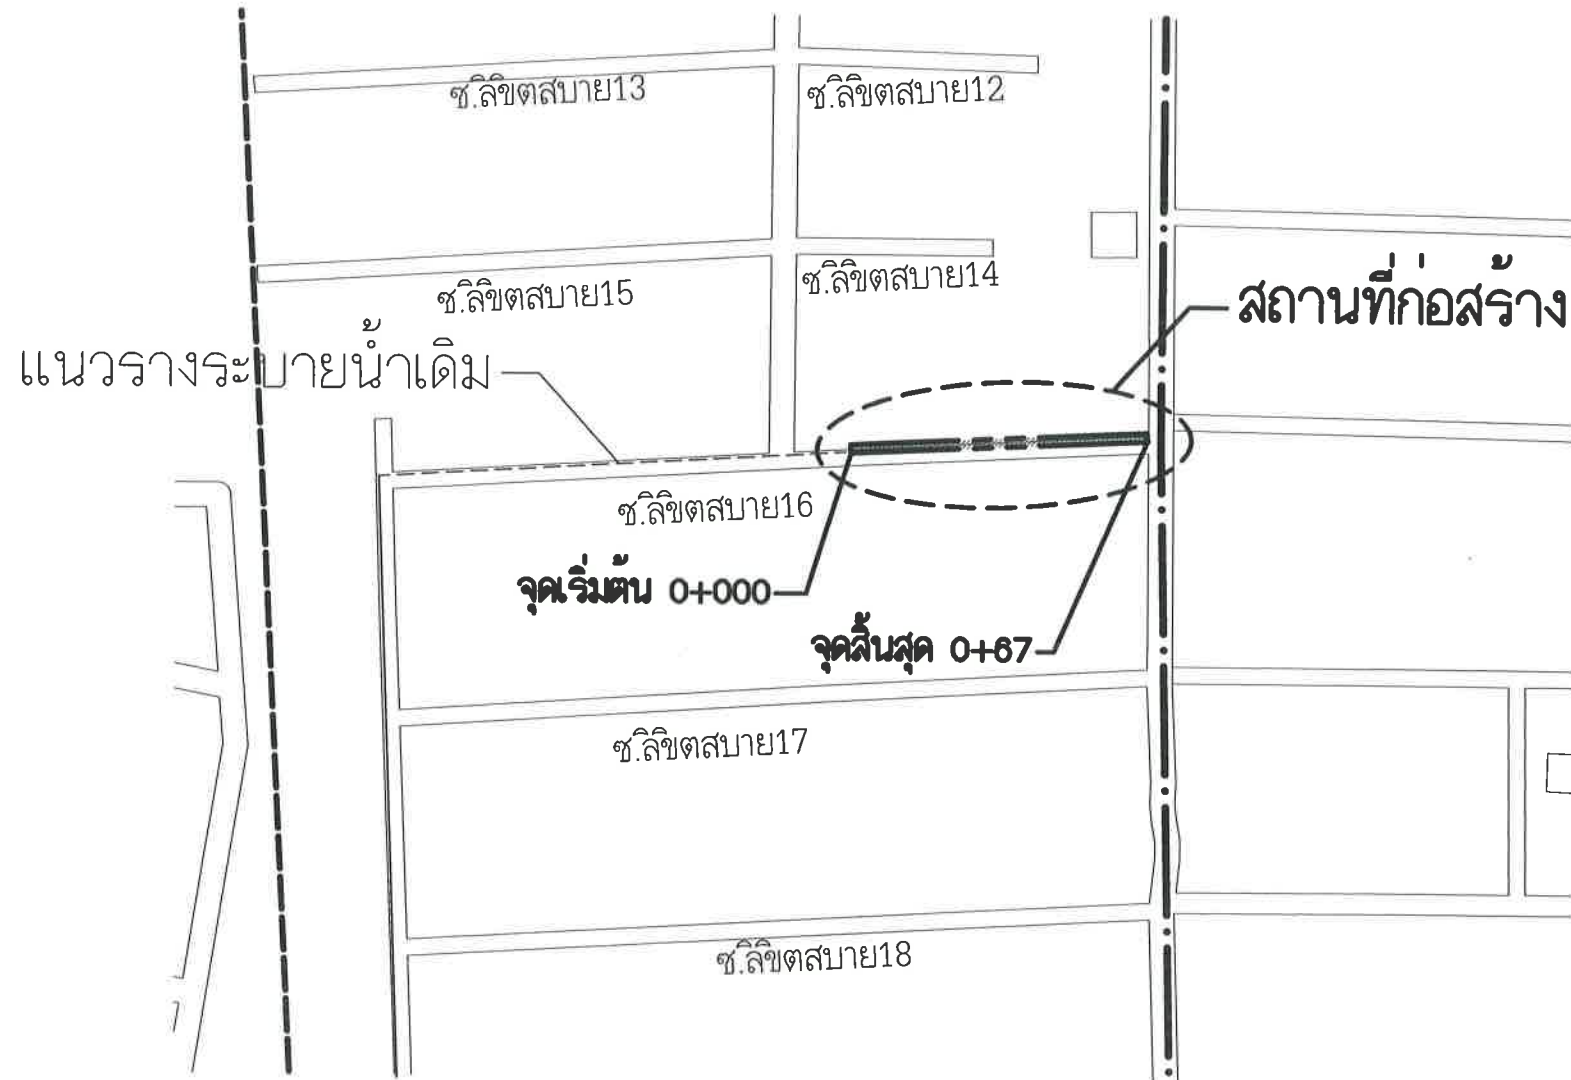 ซ.ลิขิตสบาย13
ซ.ลิขิตสบาย12
ซ.ลิขิตสบาย15
ซ.ลิขิตสบาย14
สถานที่ก่อสร้าง
แนวรางระบายน้ำเดิม
ซ.ลิขิตสบาย16
จุดเริ่มต้น 0+000
จุดสิ้นสุด 0+67
ซ.ลิขิตสบาย17
ซ.ลิขิตสบาย18